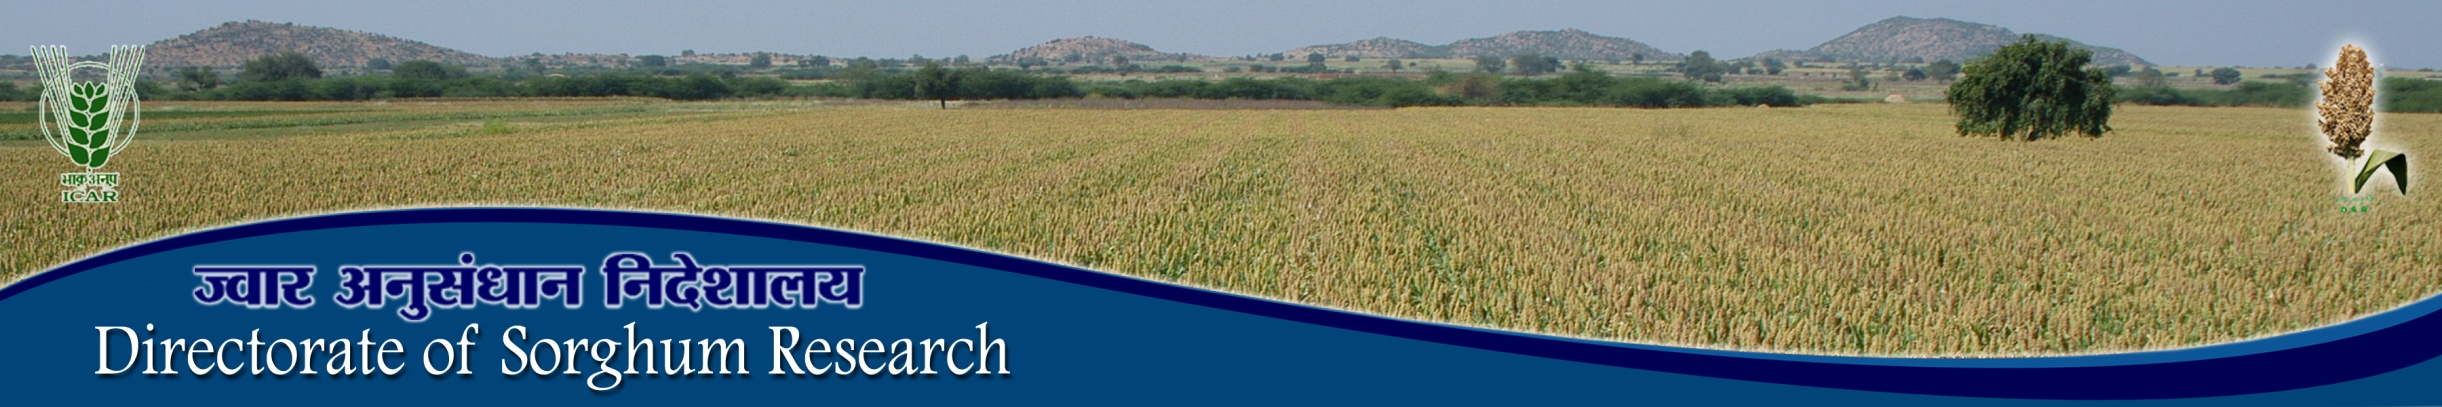 भाकृअनुप
ICAR
ज्वार अनुसंधान निदेशालय
Directorate of Sorghum Research
D S R